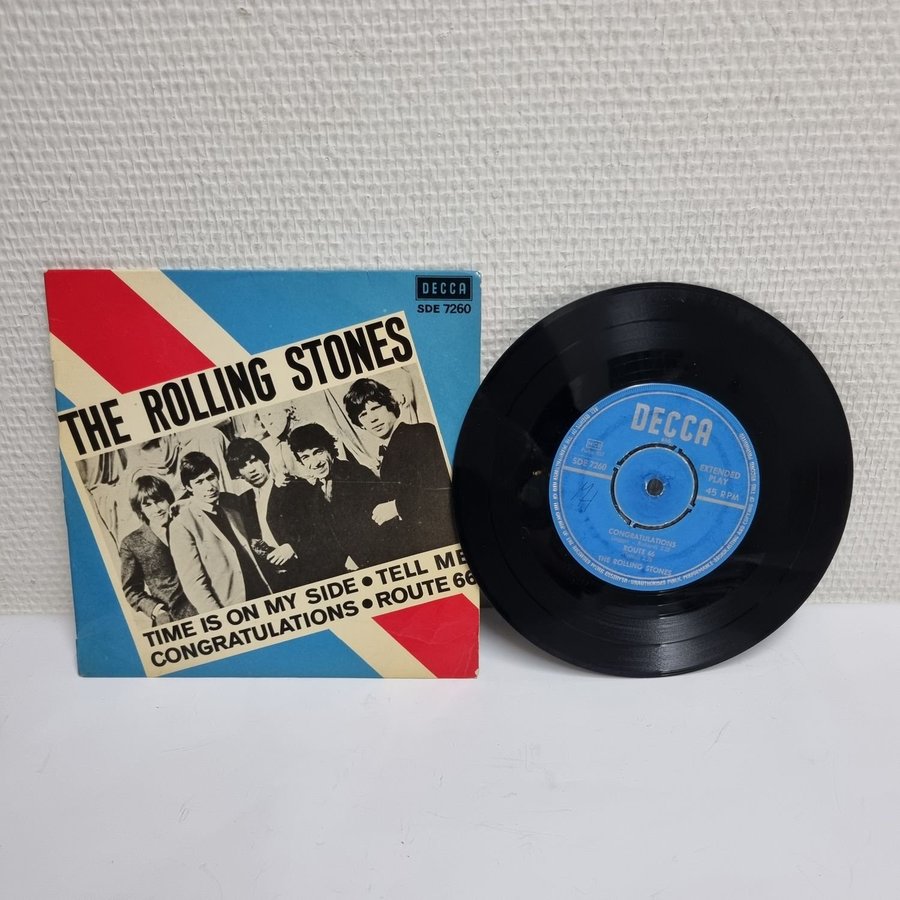 DECCA
SDE 7260
THE ROLLING STONES
TIME IS ON MY SIDE • TELL ME
CONGRATULATIONS • ROUTE 66
DECCA
SDE 7260
EXTENDED
PLAY
45 RPM
CONGRATULATIONS
ROUTE 66
THE ROLLING STONES